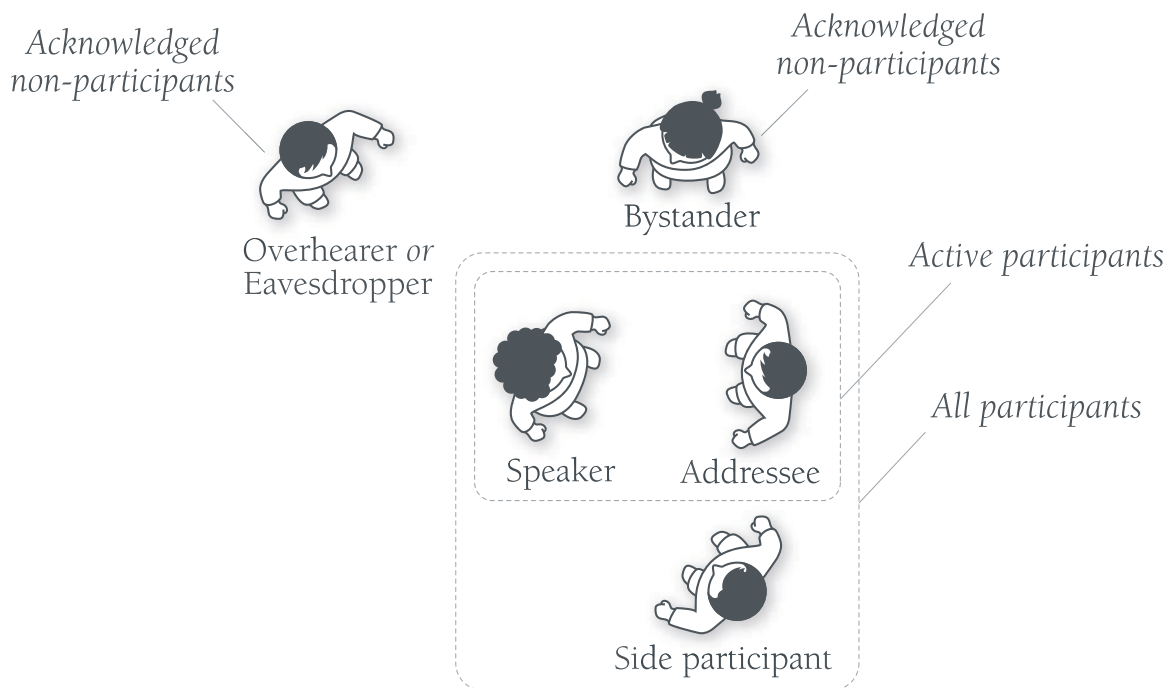 Acknowledged
non-participants
Acknowledged
non-participants
Overhearer or
Eavesdropper
Bystander
Active participants
All participants
Speaker
Addressee
Side participant